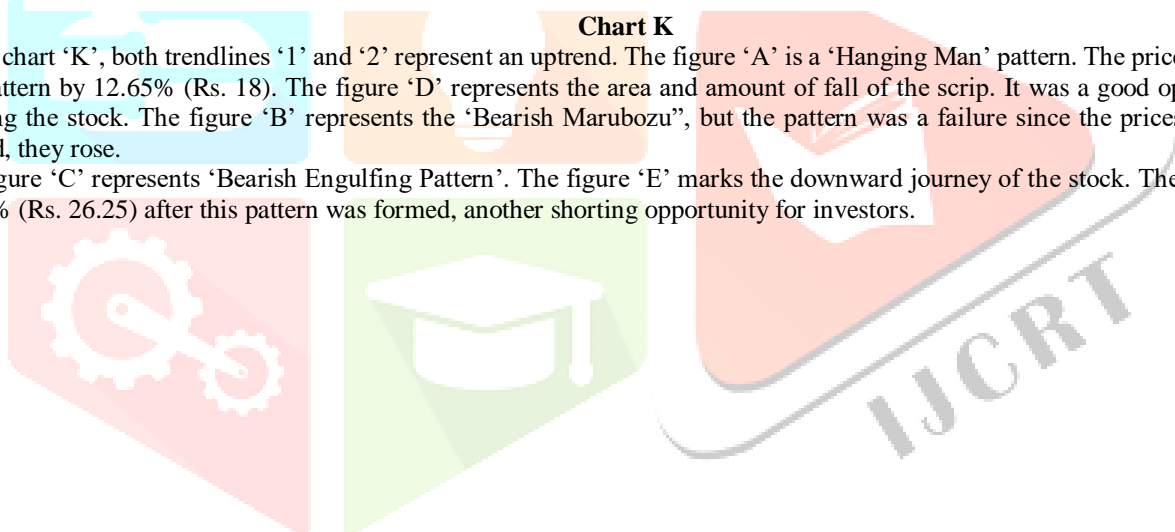 Chart K
chart ‘K’, both trendlines ‘1’ and ‘2’ represent an uptrend. The figure ‘A’ is a ‘Hanging Man’ pattern. The price
by 12.65% (Rs. 18). The figure ‘D’ represents the area and amount of fall of the scrip. It was a good
the stock. The figure ‘B’ represents the ‘Bearish Marubozu”, but the pattern was a failure since the prices
they rose.
‘C’ represents ‘Bearish Engulfing Pattern’. The figure ‘E’ marks the downward journey of the stock. The
% (Rs. 26.25) after this pattern was formed, another shorting opportunity for investors.
IJCRT